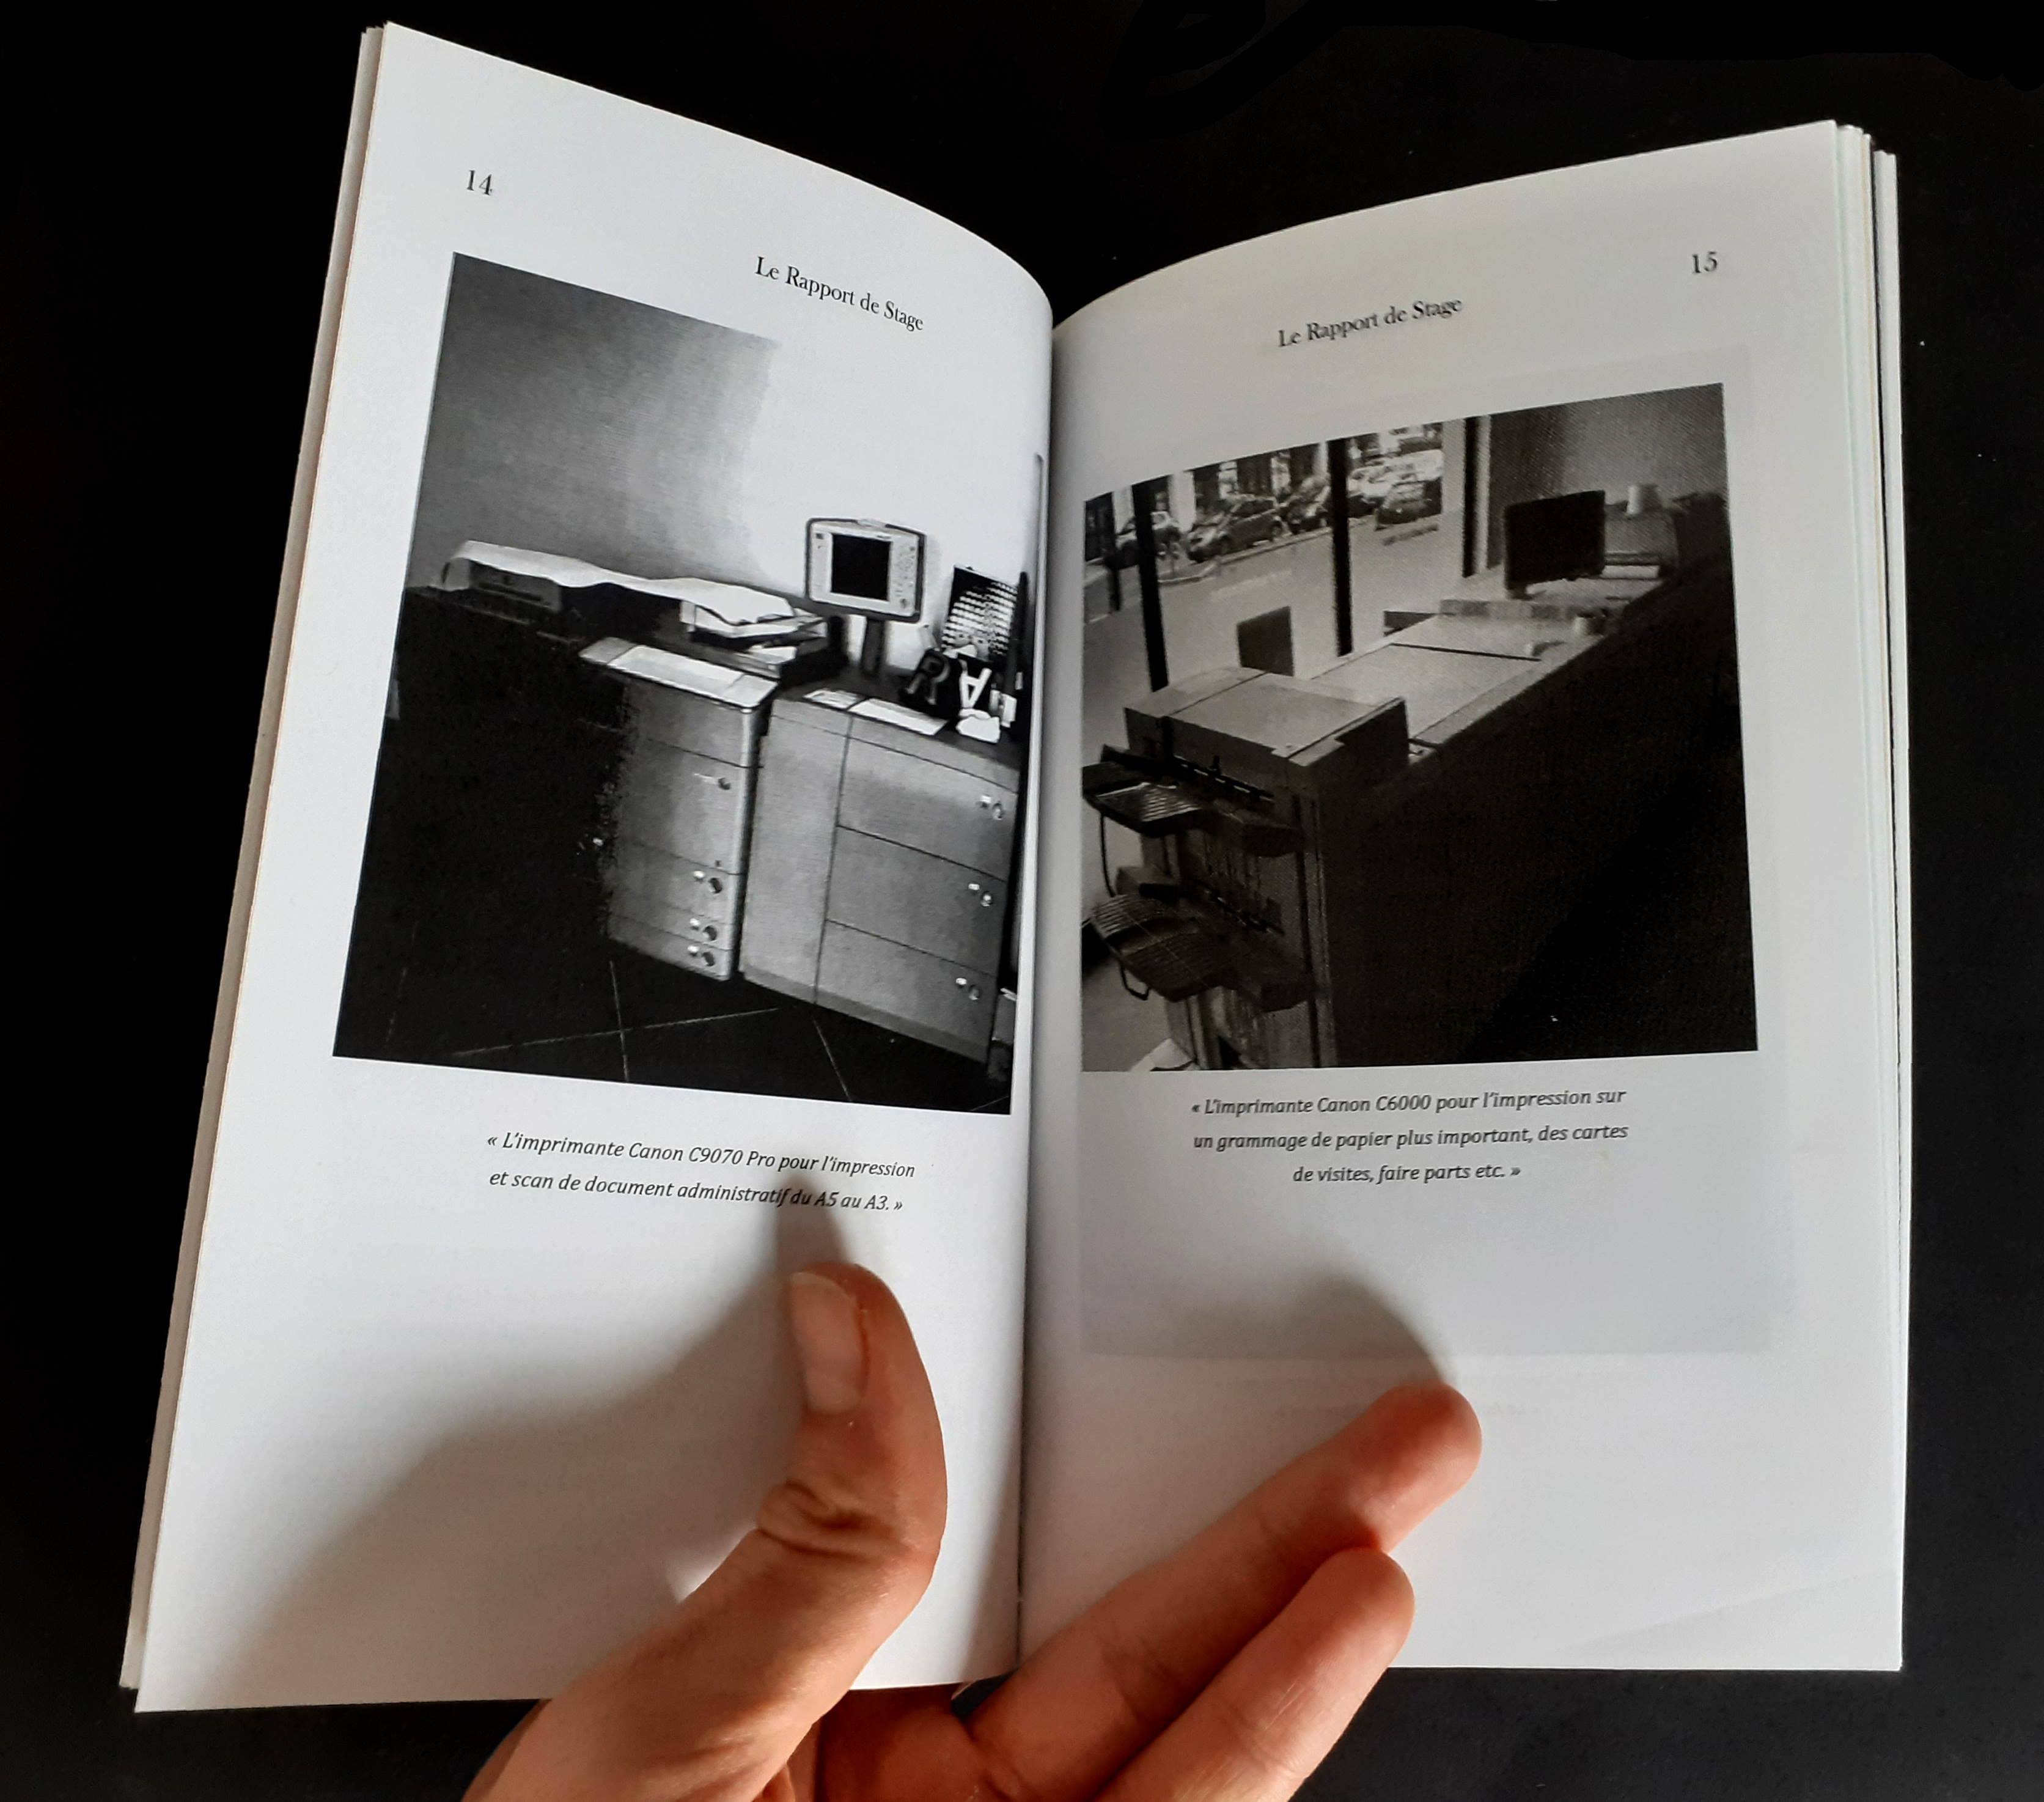 14
Le Rapport de Stage
« L'imprimante Canon C9070 Pro pour l'impression
et scan de document administratif du A5 au A3. »
15
Le Rapport de Stage
« L'imprimante Canon C6000 pour l'impression sur
un grammage de papier plus important, des cartes
de visites, faire parts etc. »